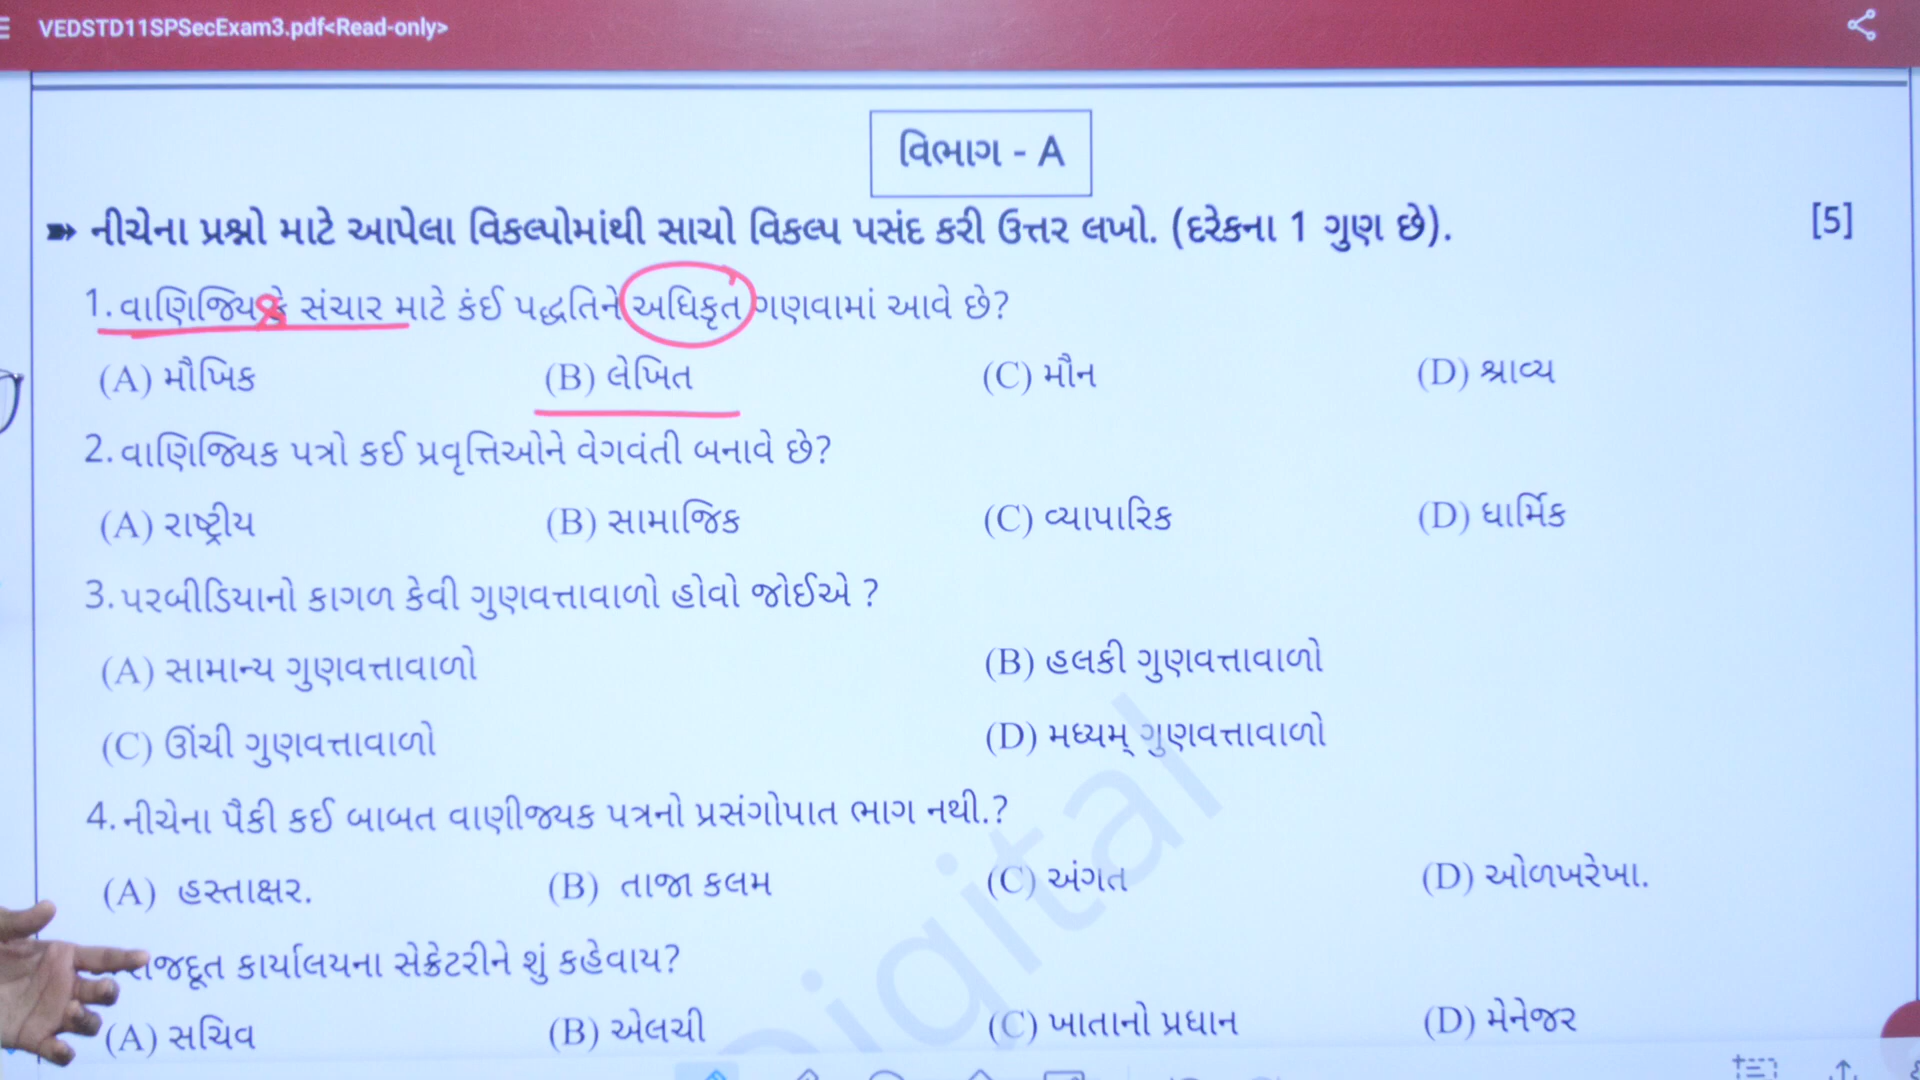 VEDSTD11SPSecExam3.pdf<Read-only>
વિભાગ - A
➽ નીચેના પ્રશ્નો માટે આપેલા વિકલ્પોમાંથી સાચો વિકલ્પ પસંદ કરી ઉત્તર લખો. (દરેકના 1 ગુણ છે). [5]
1. વાણિજ્યિક સંચાર માટે કંઈ પદ્ધતિને અધિકૃત ગણવામાં આવે છે?
(A) મૌખિક (B) લેખિત (C) મૌન (D) શ્રાવ્ય
2. વાણિજ્યિક પત્રો કઈ પ્રવૃત્તિઓને વેગવંતી બનાવે છે?
(A) રાષ્ટ્રીય (B) સામાજિક (C) વ્યાપારિક (D) ધાર્મિક
3. પરબીડિયાનો કાગળ કેવી ગુણવત્તાવાળો હોવો જોઈએ ?
(A) સામાન્ય ગુણવત્તાવાળો (B) હલકી ગુણવત્તાવાળો
(C) ઊંચી ગુણવત્તાવાળો (D) મધ્યમ્ ગુણવત્તાવાળો
4. નીચેના પૈકી કઈ બાબત વાણીજ્યક પત્રનો પ્રસંગોપાત ભાગ નથી.?
(A) હસ્તાક્ષર. (B) તાજા કલમ (C) અંગત (D) ઓળખરેખા.
રાજદૂત કાર્યાલયના સેક્રેટરીને શું કહેવાય?
(A) સચિવ (B) એલચી (C) ખાતાનો પ્રધાન (D) મેનેજર
Digital